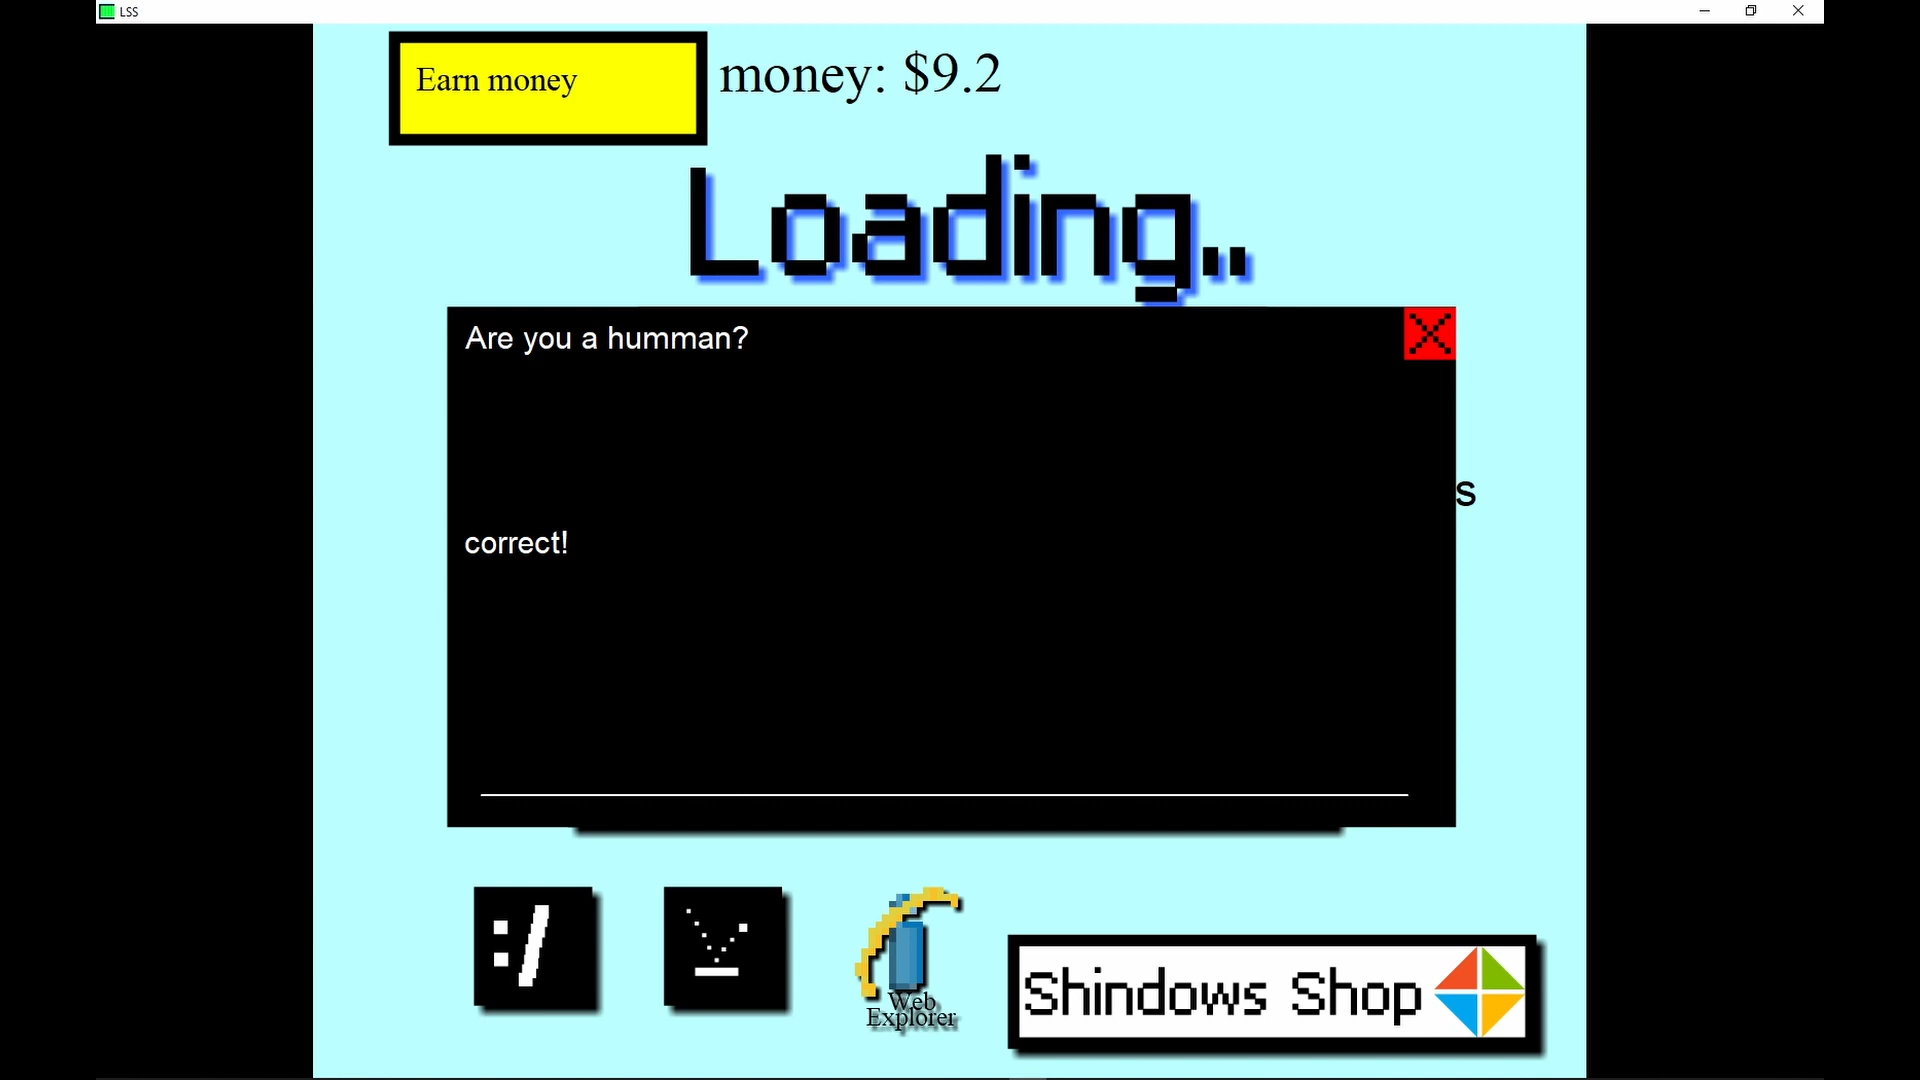 LSS
Earn money
money: $9.2
Loading..
Are you a humman?
s
correct!
:/
Web
Explorer
Shindows Shop